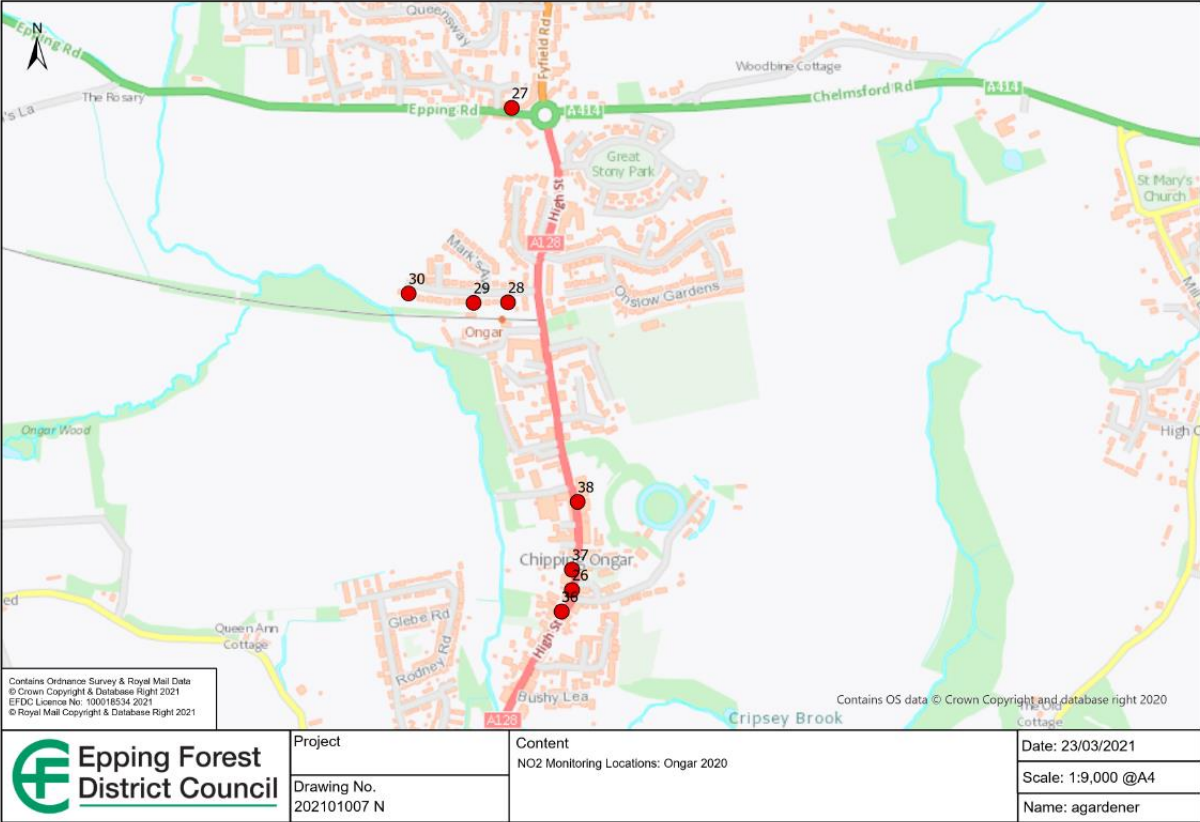 N
Epping Rd
Queensway
Fyfield Rd
Woodbine Cottage
The Rosary
's La
Epping Rd
27
A414
Chelmsford Rd
A414
Great
Stony Park
St Mary's
Church
High St
A128
Mark's Av
30
29
28
Onslow Gardens
Ongar
Ongar Wood
High
38
Chipping Ongar
37
26
36
ed
Glebe Rd
Queen Ann
Cottage
Rodney Rd
High St
Bushy Lea
A128
Cripsey Brook
The Old
Cottage
Contains OS data © Crown Copyright and database right 2020
Contains Ordnance Survey & Royal Mail Data
© Crown Copyright & Database Right 2021
EFDC Licence No: 100018534 2021
© Royal Mail Copyright & Database Right 2021
Epping Forest
District Council
Project
Drawing No.
202101007 N
Content
NO2 Monitoring Locations: Ongar 2020
Date: 23/03/2021
Scale: 1:9,000 @A4
Name: agardener